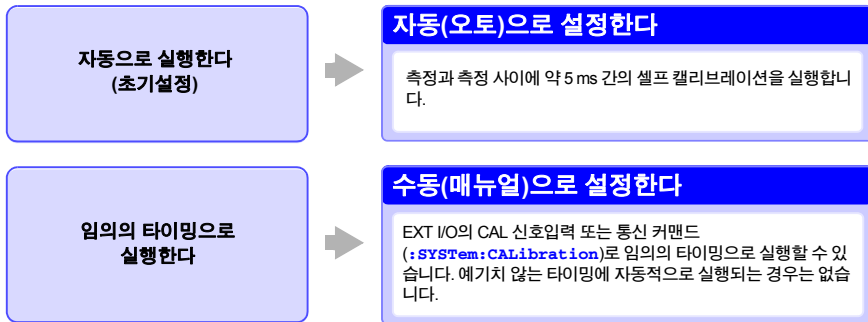 자동으로 실행한다
(초기설정)
자동(오토)으로 설정한다
측정과 측정 사이에 약 5 ms 간의 셀프 캘리브레이션을 실행합니
다.
임의의 타이밍으로
실행한다
수동(매뉴얼)으로 설정한다
EXT I/O의 CAL 신호입력 또는 통신 커맨드
(:SYSTem:CALibration)로 임의의 타이밍으로 실행할 수 있
습니다. 예기치 않는 타이밍에 자동적으로 실행되는 경우는 없습
니다.